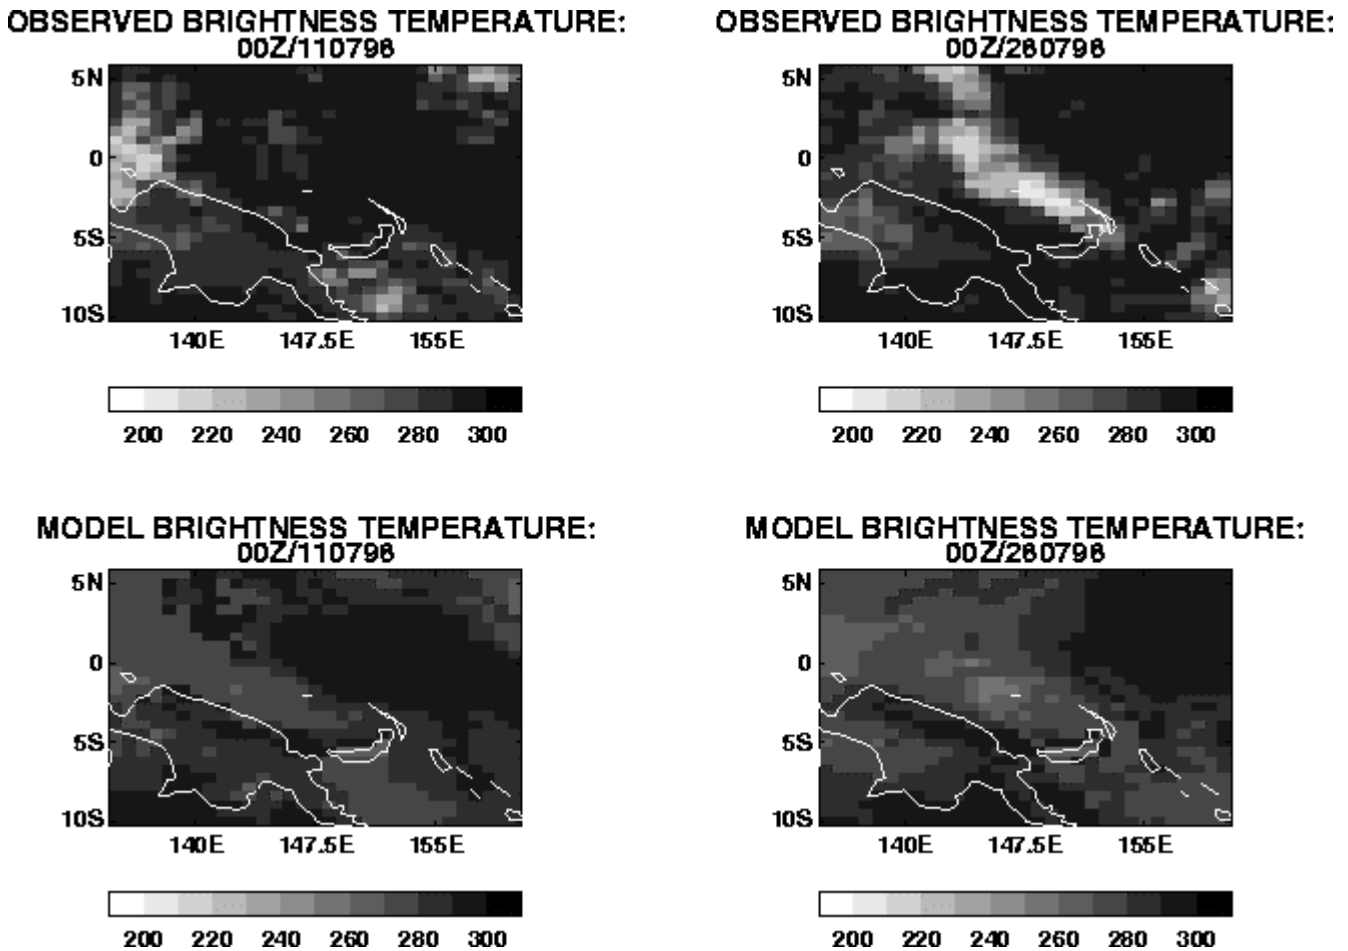 OBSERVED BRIGHTNESS TEMPERATURE:
00Z/110796
5N
0
5S
10S
140E 147.5E 155E
200 220 240 260 280 300
OBSERVED BRIGHTNESS TEMPERATURE:
00Z/260796
5N
0
5S
10S
140E 147.5E 155E
200 220 240 260 280 300
MODEL BRIGHTNESS TEMPERATURE:
00Z/110796
5N
0
5S
10S
140E 147.5E 155E
200 220 240 260 280 300
MODEL BRIGHTNESS TEMPERATURE:
00Z/260796
5N
0
5S
10S
140E 147.5E 155E
200 220 240 260 280 300